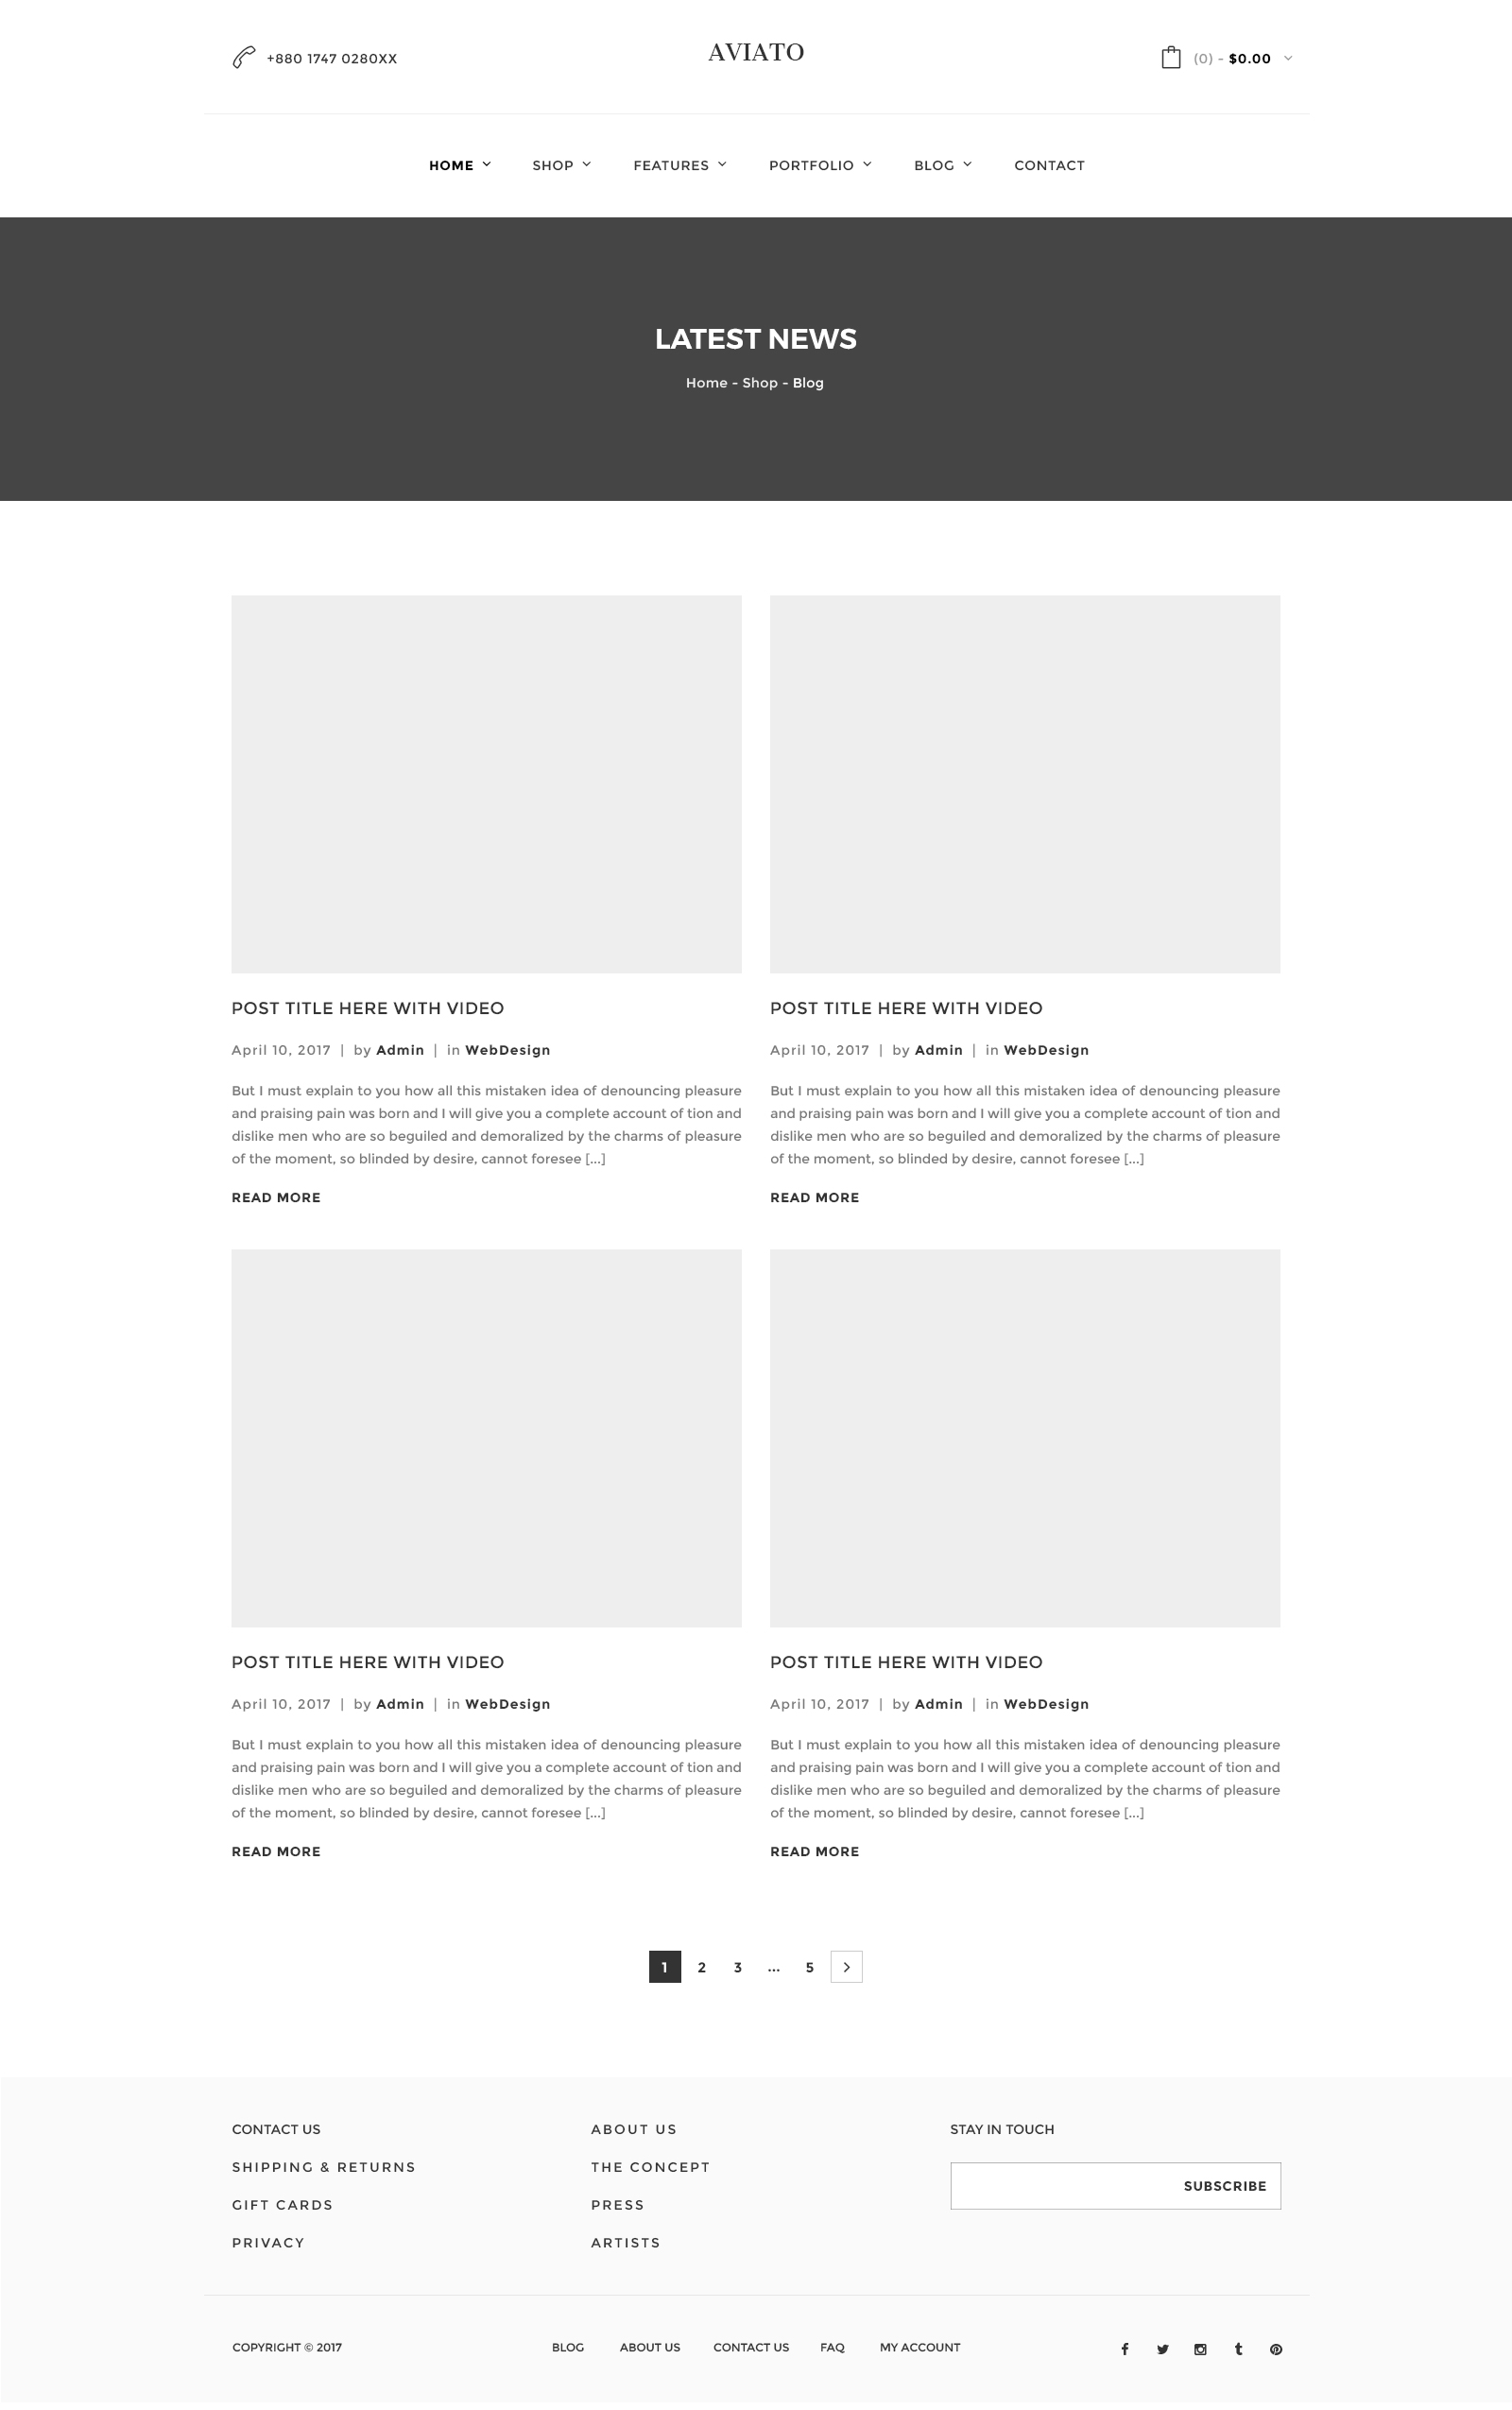 +880 1747 0280XX
AVIATO
(0) - $0.00
HOME SHOP FEATURES PORTFOLIO BLOG CONTACT
LATEST NEWS
Home - Shop - Blog
POST TITLE HERE WITH VIDEO
April 10, 2017 | by Admin | in WebDesign
But I must explain to you how all this mistaken idea of denouncing pleasure
and praising pain was born and I will give you a complete account of tion and
dislike men who are so beguiled and demoralized by the charms of pleasure
of the moment, so blinded by desire, cannot foresee [...]
READ MORE
POST TITLE HERE WITH VIDEO
April 10, 2017 | by Admin | in WebDesign
But I must explain to you how all this mistaken idea of denouncing pleasure
and praising pain was born and I will give you a complete account of tion and
dislike men who are so beguiled and demoralized by the charms of pleasure
of the moment, so blinded by desire, cannot foresee [...]
READ MORE
POST TITLE HERE WITH VIDEO
April 10, 2017 | by Admin | in WebDesign
But I must explain to you how all this mistaken idea of denouncing pleasure
and praising pain was born and I will give you a complete account of tion and
dislike men who are so beguiled and demoralized by the charms of pleasure
of the moment, so blinded by desire, cannot foresee [...]
READ MORE
POST TITLE HERE WITH VIDEO
April 10, 2017 | by Admin | in WebDesign
But I must explain to you how all this mistaken idea of denouncing pleasure
and praising pain was born and I will give you a complete account of tion and
dislike men who are so beguiled and demoralized by the charms of pleasure
of the moment, so blinded by desire, cannot foresee [...]
READ MORE
1 2 3 ... 5
CONTACT US
SHIPPING & RETURNS
GIFT CARDS
PRIVACY
ABOUT US
THE CONCEPT
PRESS
ARTISTS
STAY IN TOUCH
SUBSCRIBE
COPYRIGHT © 2017
BLOG ABOUT US CONTACT US FAQ MY ACCOUNT